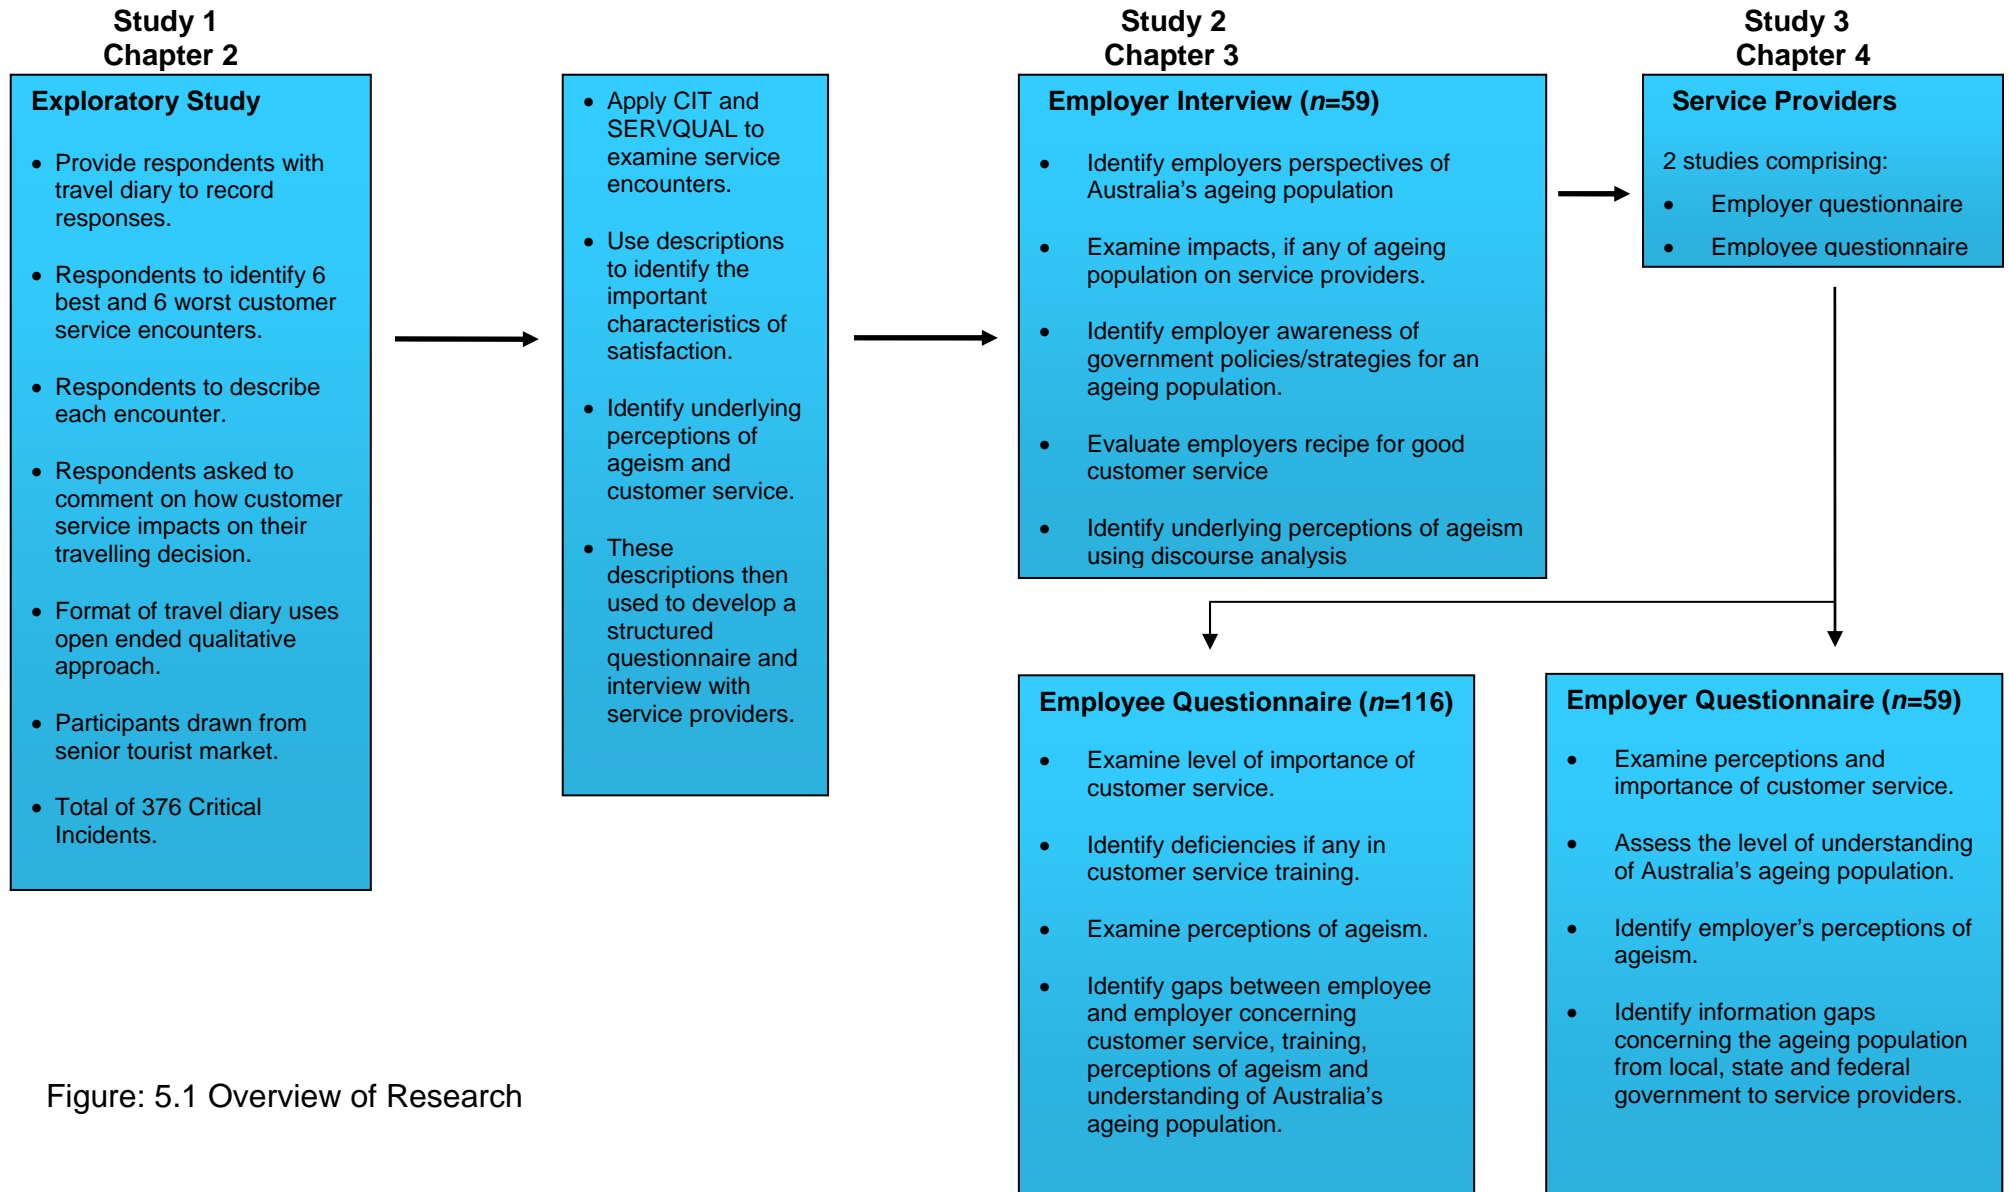 Study 1
Chapter 2
Exploratory Study
• Provide respondents with
travel diary to record
responses.
• Respondents to identify 6
best and 6 worst customer
service encounters.
• Respondents to describe
each encounter.
• Respondents asked to
comment on how customer
service impacts on their
travelling decision.
• Format of travel diary uses
open ended qualitative
approach.
• Participants drawn from
senior tourist market.
• Total of 376 Critical
Incidents.
• Apply CIT and
SERVQUAL to
examine service
encounters.
• Use descriptions
to identify the
important
characteristics of
satisfaction.
• Identify underlying
perceptions of
ageism and
customer service.
• These
descriptions then
used to develop a
structured
questionnaire and
interview with
service providers.
Study 2
Chapter 3
Employer Interview (n=59)
• Identify employers perspectives of
Australia’s ageing population
• Examine impacts, if any of ageing
population on service providers.
• Identify employer awareness of
government policies/strategies for an
ageing population.
• Evaluate employers recipe for good
customer service
• Identify underlying perceptions of ageism
using discourse analysis
Study 3
Chapter 4
Service Providers
2 studies comprising:
• Employer questionnaire
• Employee questionnaire
Employee Questionnaire (n=116)
• Examine level of importance of
customer service.
• Identify deficiencies if any in
customer service training.
• Examine perceptions of ageism.
• Identify gaps between employee
and employer concerning
customer service, training,
perceptions of ageism and
understanding of Australia’s
ageing population.
Employer Questionnaire (n=59)
• Examine perceptions and
importance of customer service.
• Assess the level of understanding
of Australia’s ageing population.
• Identify employer’s perceptions of
ageism.
• Identify information gaps
concerning the ageing population
from local, state and federal
government to service providers.
Figure: 5.1 Overview of Research